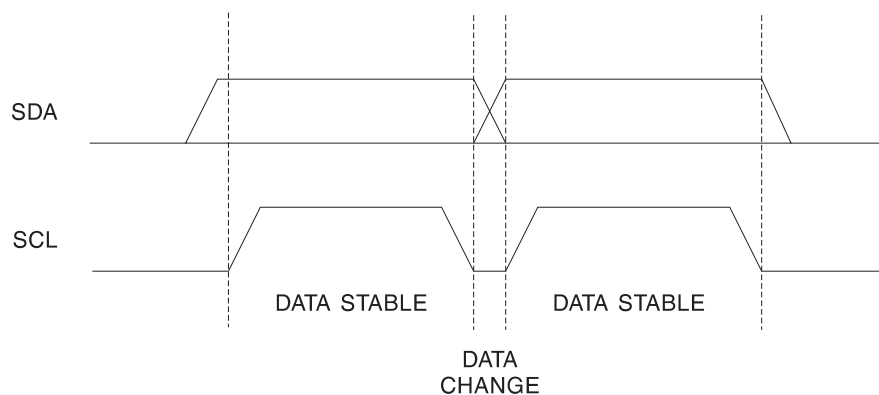 SDA
SCL
DATA STABLE
DATA STABLE
DATA
CHANGE